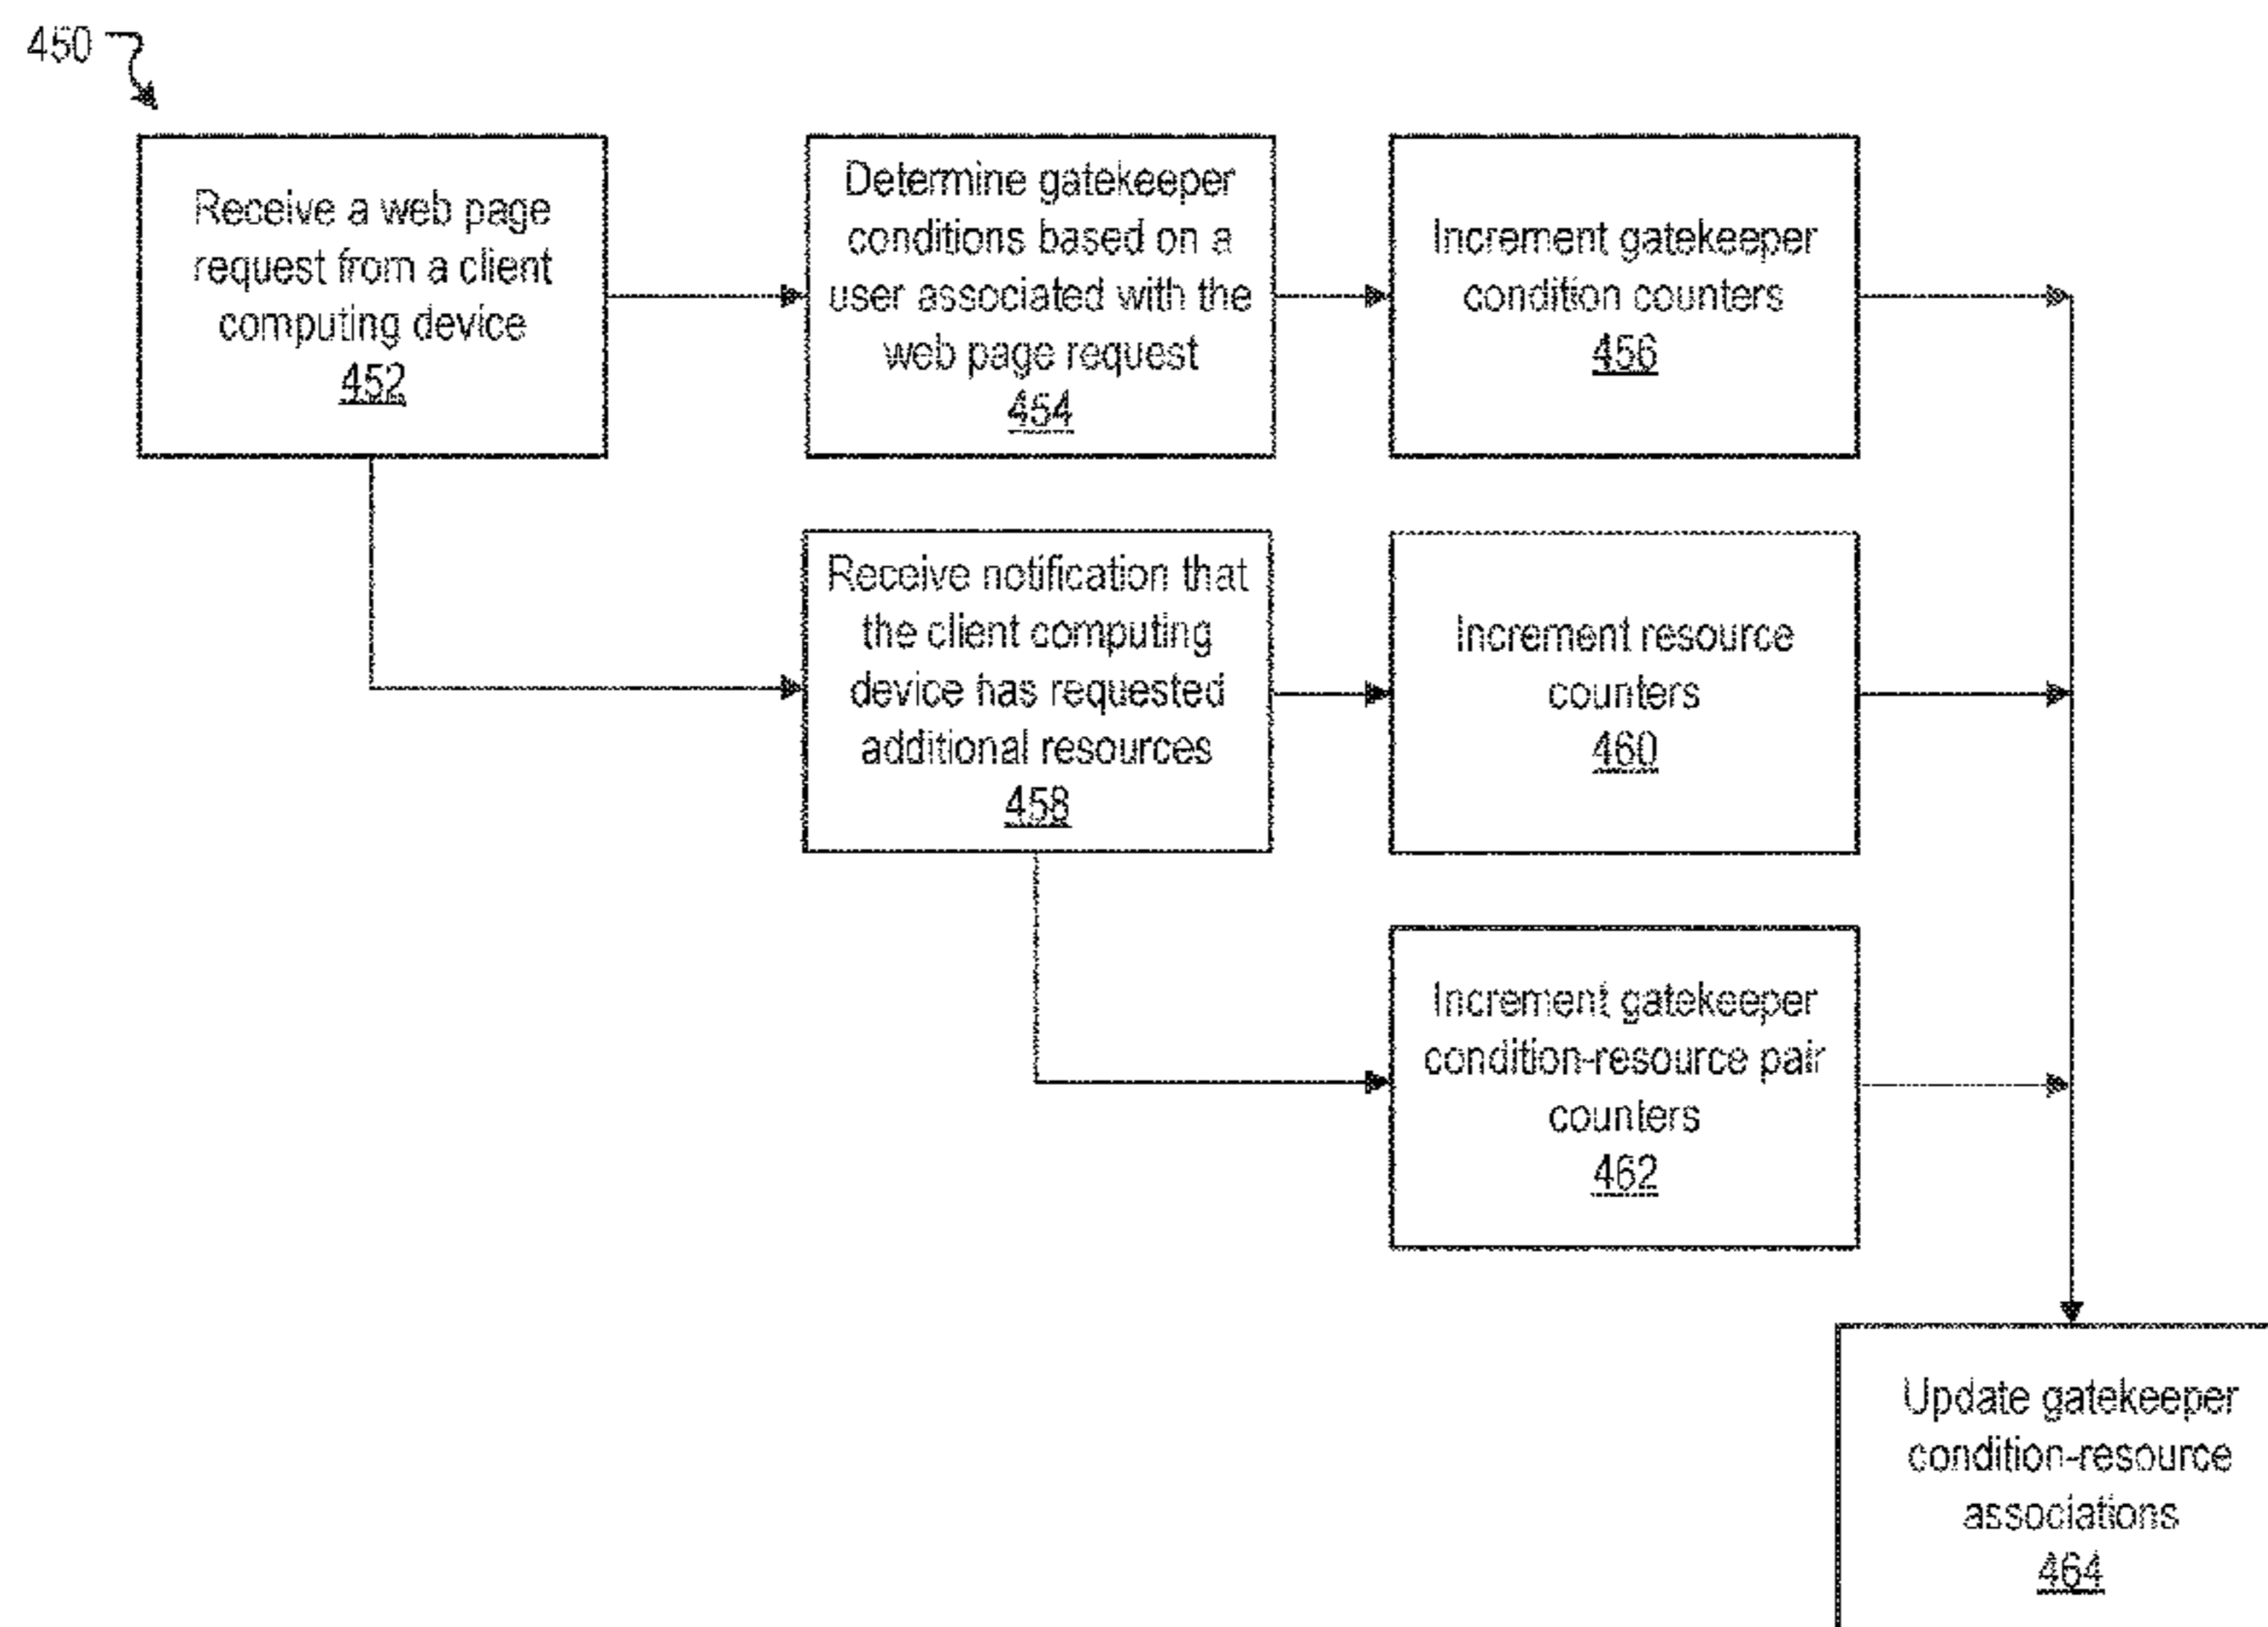 450
Receive a web page
request from a client
computing device
452
Determine gatekeeper
conditions based on a
user associated with the
web page request
454
Increment gatekeeper
condition counters
456
Receive notification that
the client computing
device has requested
additional resources
458
Increment resource
counters
460
Increment gatekeeper
condition-resource pair
counters
462
Update gatekeeper
condition-resource
associations
464